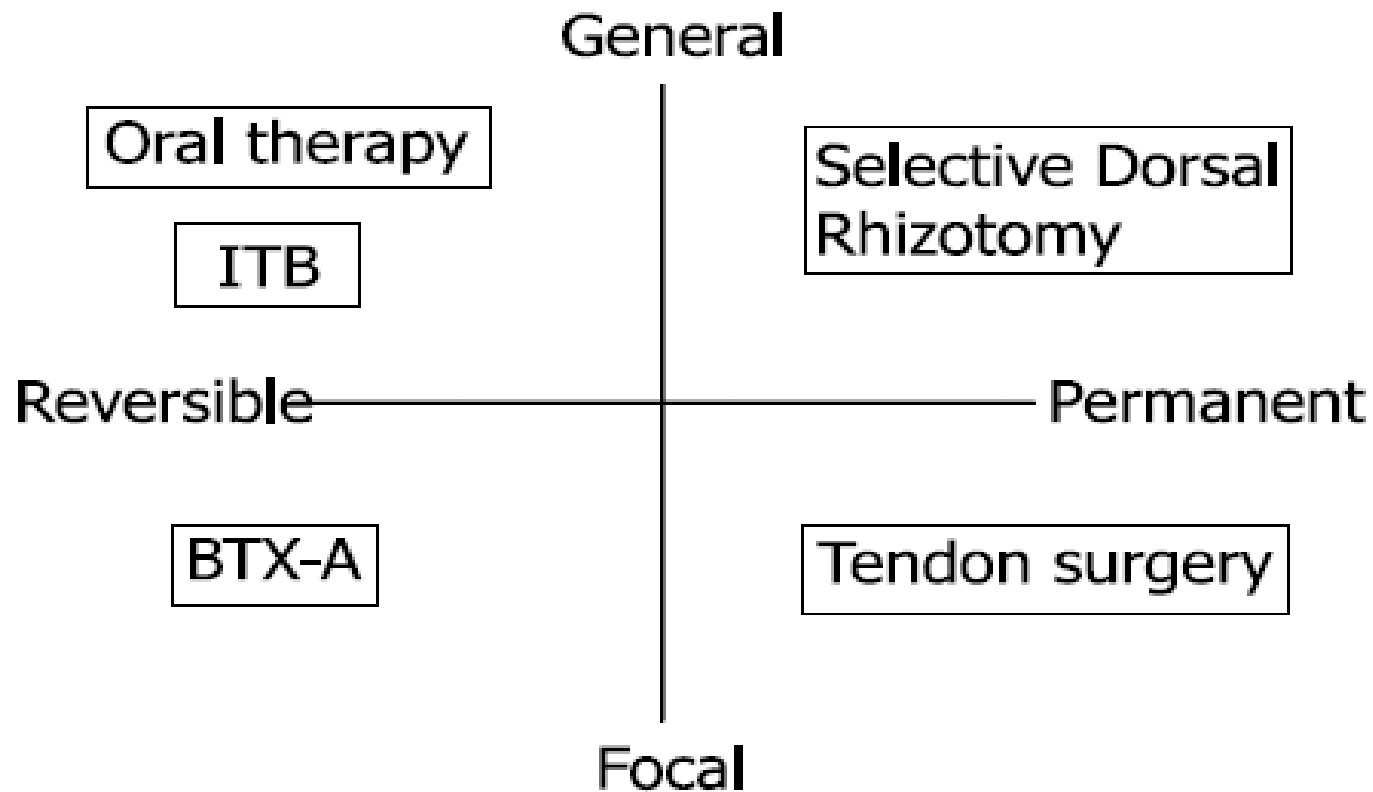 General
Oral therapy
Selective Dorsal
Rhizotomy
ITB
Reversible
Permanent
BTX-A
Tendon surgery
Focal